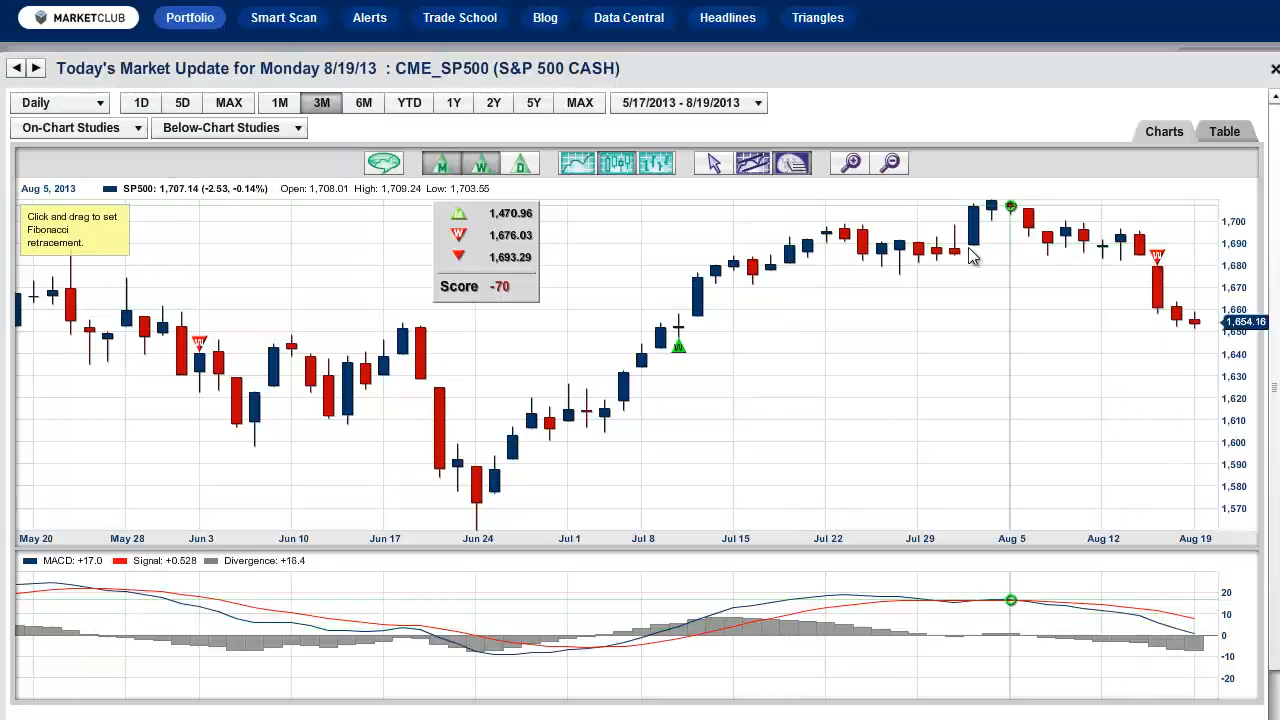 MARKETCLUB Portfolio Smart Scan Alerts Trade School Blog Data Central Headlines Triangles
Today's Market Update for Monday 8/19/13 : CME_SP500 (S&P 500 CASH)
Daily 1D 5D MAX 1M 3M 6M YTD 1Y 2Y 5Y MAX 5/17/2013 - 8/19/2013
On-Chart Studies Below-Chart Studies
Charts Table
M W D
Aug 5, 2013 SP500: 1,707.14 (-2.53, -0.14%) Open: 1,708.01 High: 1,709.24 Low: 1,703.55
Click and drag to set
Fibonacci
retracement.
M 1,470.96
W 1,676.03
1,693.29
Score -70
W
W
W
1,700
1,690
1,680
1,670
1,660
1,654.16
1,650
1,640
1,630
1,620
1,610
1,600
1,590
1,580
1,570
May 20 May 28 Jun 3 Jun 10 Jun 17 Jun 24 Jul 1 Jul 8 Jul 15 Jul 22 Jul 29 Aug 5 Aug 12 Aug 19
MACD: +17.0 Signal: +0.528 Divergence: +16.4
20
10
0
-10
-20